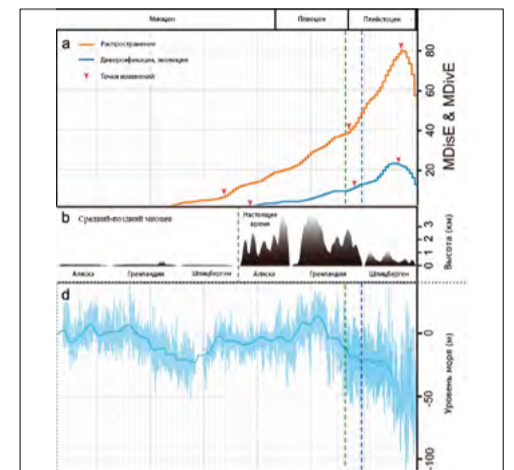 Миоцен Плиоцен Плейстоцен
a
Распространение
Диверсификация, эволюция
Точки изменений
80
60
40
20
MDisE & MDivE
b Средний-поздний миоцен
Настоящее
время
3
2
1
0
Высота (км)
Аляска Гренландия Шпицберген Аляска Гренландия Шпицберген
d
0
-50
-100
Уровень моря (м)